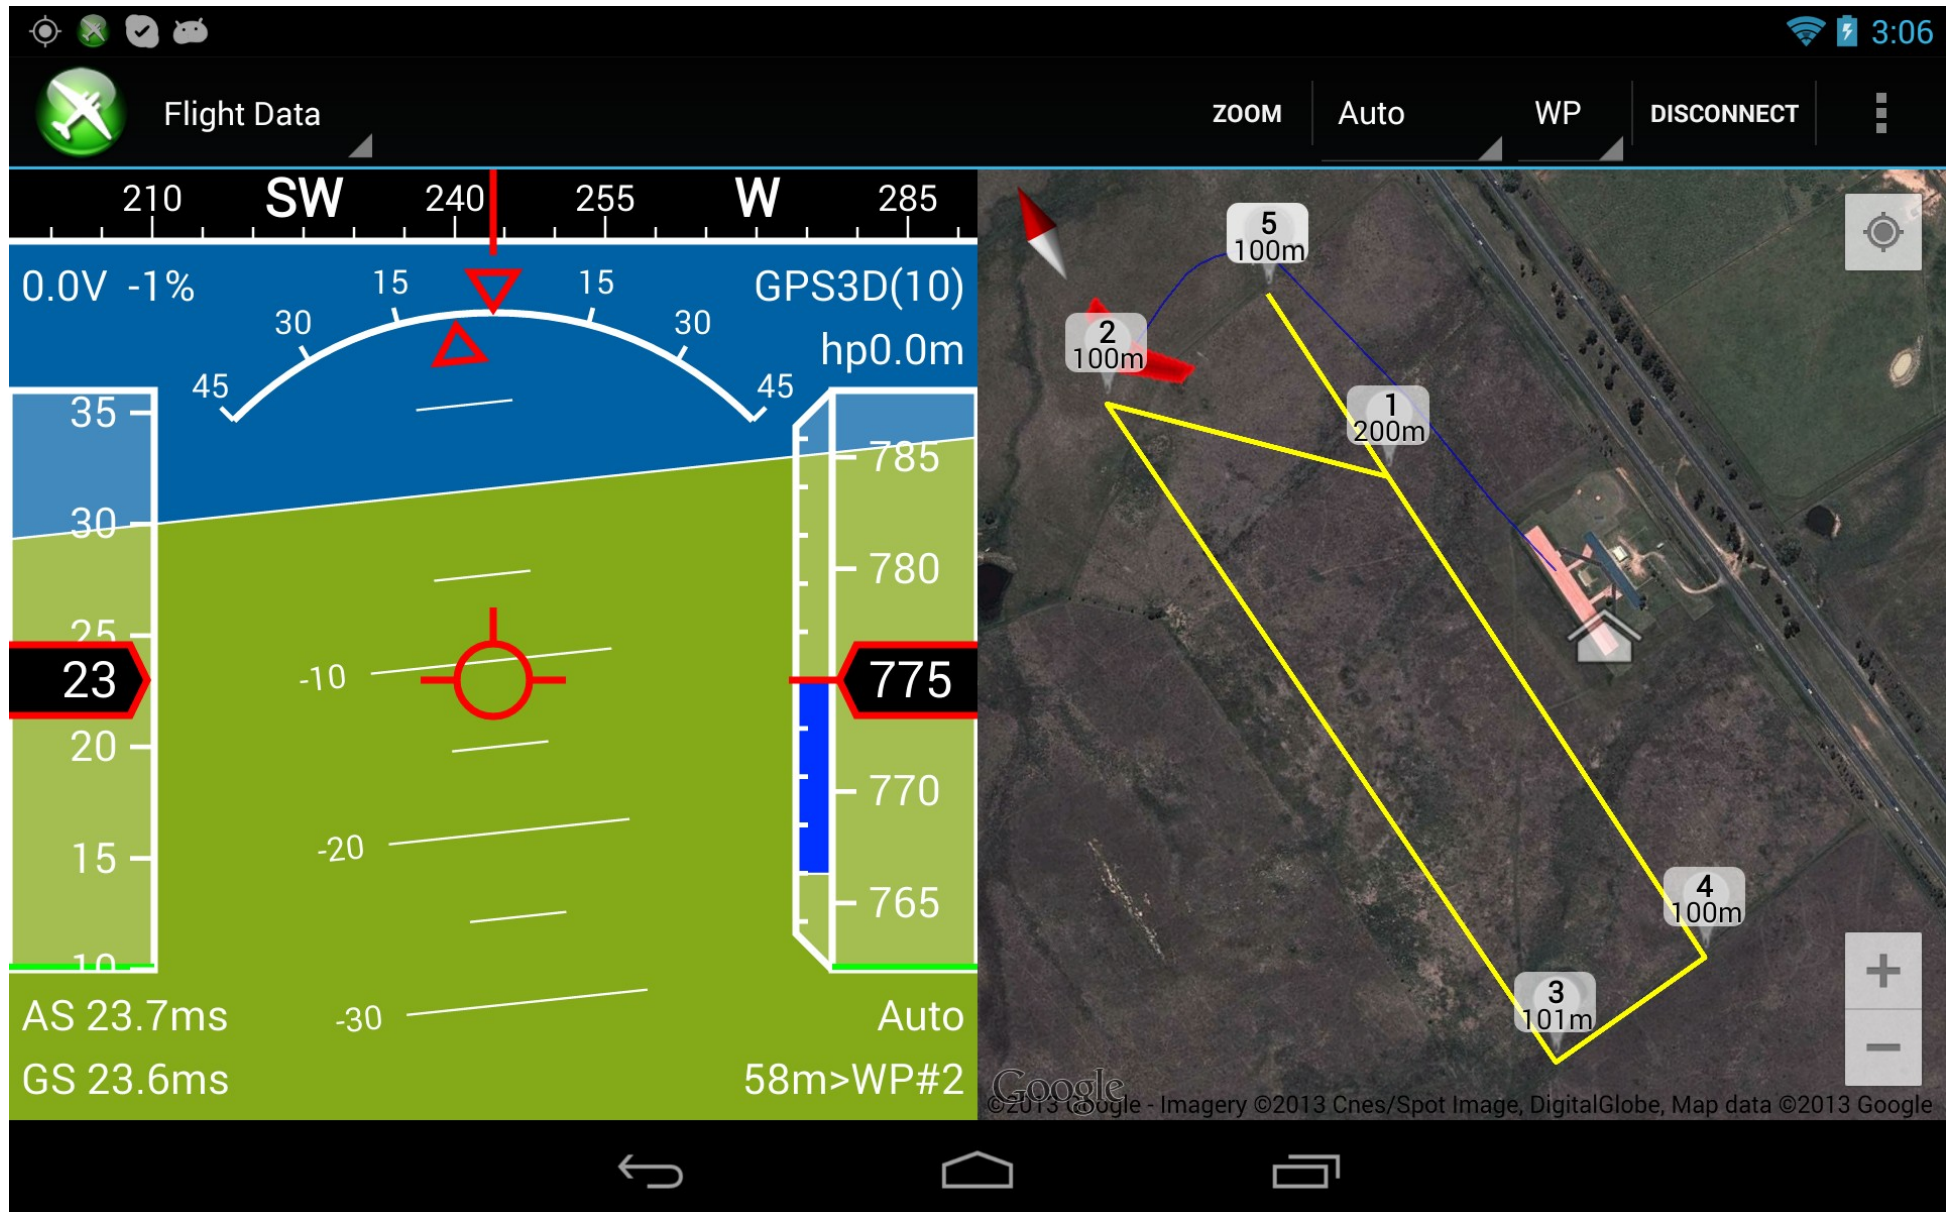 3:06
Flight Data
ZOOM
Auto
WP
DISCONNECT
210 SW 240 255 W 285
0.0V -1%
GPS3D(10)
hp0.0m
45 30 15 15 30 45
35
30
25
23
20
15
10
-10
-20
-30
785
780
775
770
765
AS 23.7ms
GS 23.6ms
Auto
58m>WP#2
5
100m
2
100m
1
200m
4
100m
3
101m
+
−
Google
©2013 Google - Imagery ©2013 Cnes/Spot Image, DigitalGlobe, Map data ©2013 Google